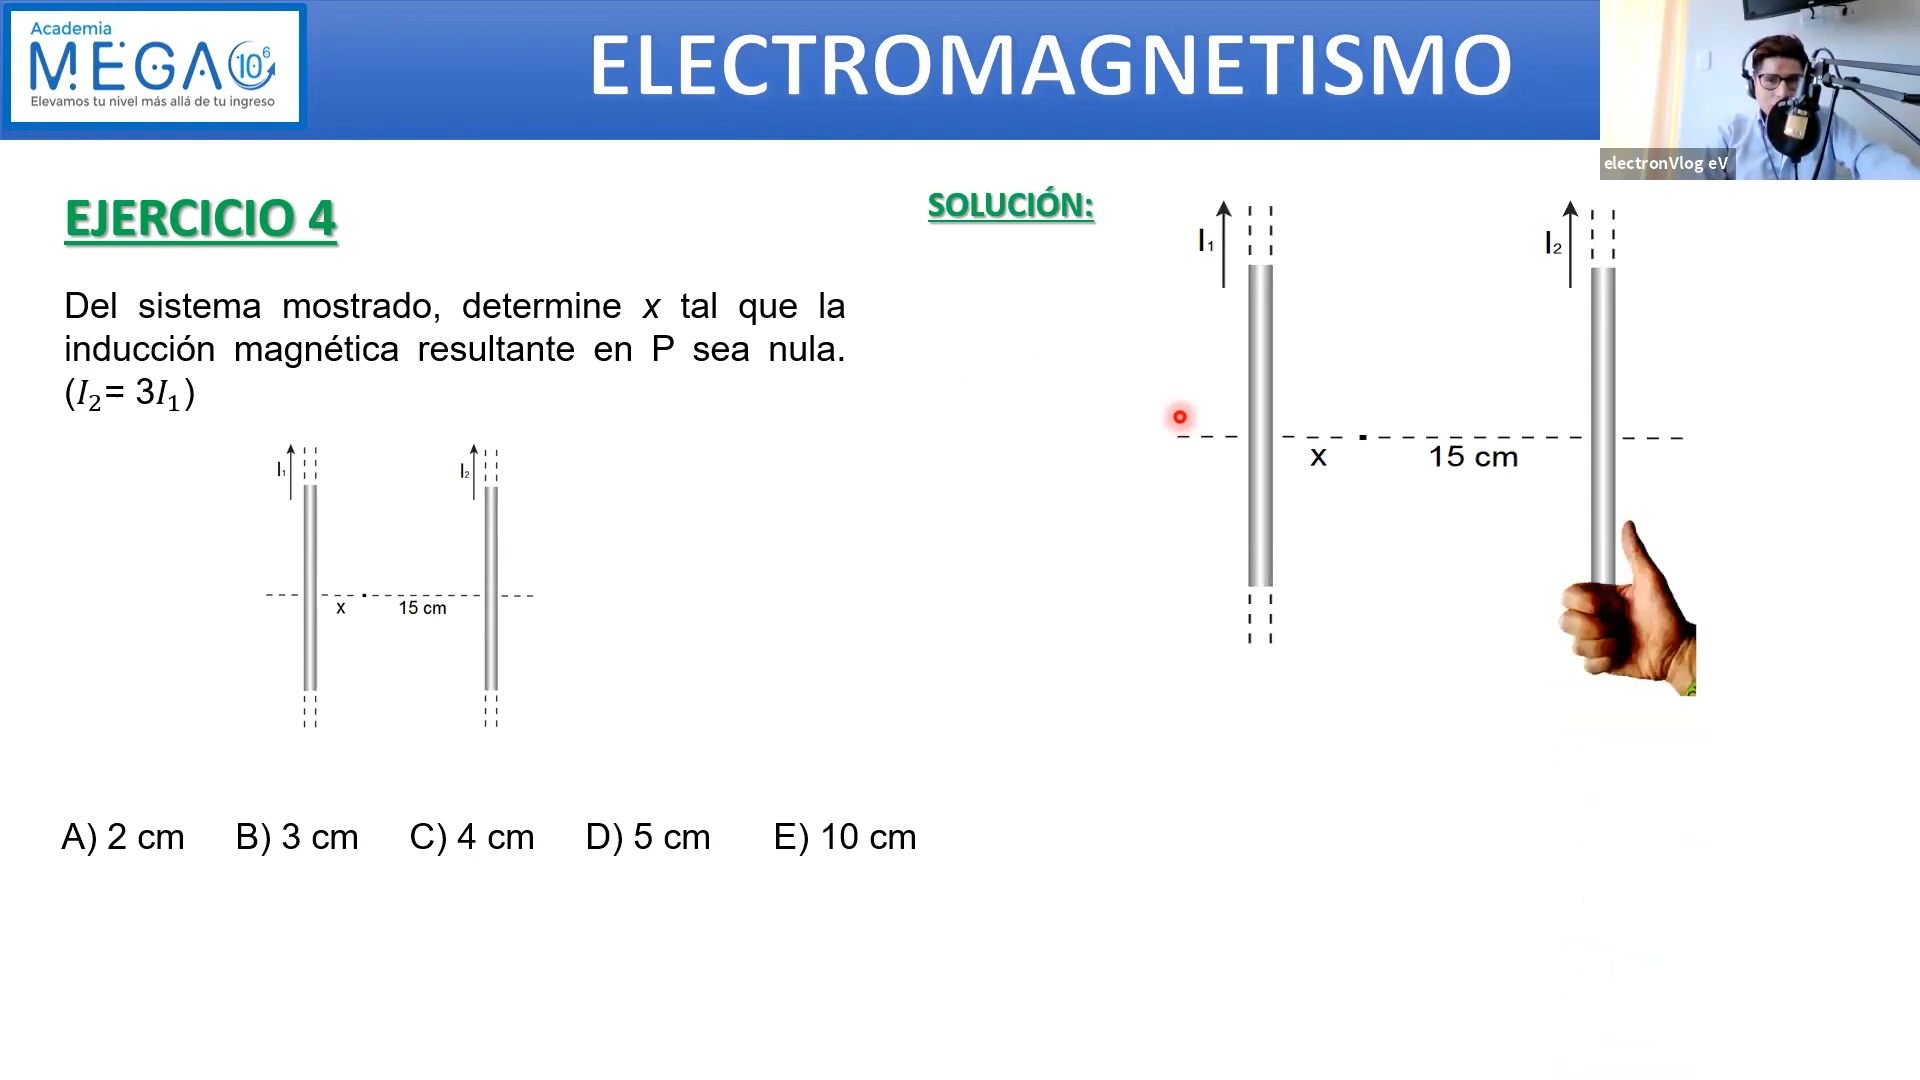 Academia
MEGA 10⁶
Elevamos tu nivel más allá de tu ingreso
ELECTROMAGNETISMO
electronVlog eV
EJERCICIO 4
Del sistema mostrado, determine x tal que la
inducción magnética resultante en P sea nula.
(I₂= 3I₁)
I₁
I₂
x
15 cm
A) 2 cm B) 3 cm C) 4 cm D) 5 cm E) 10 cm
SOLUCIÓN:
I₁
I₂
x
15 cm